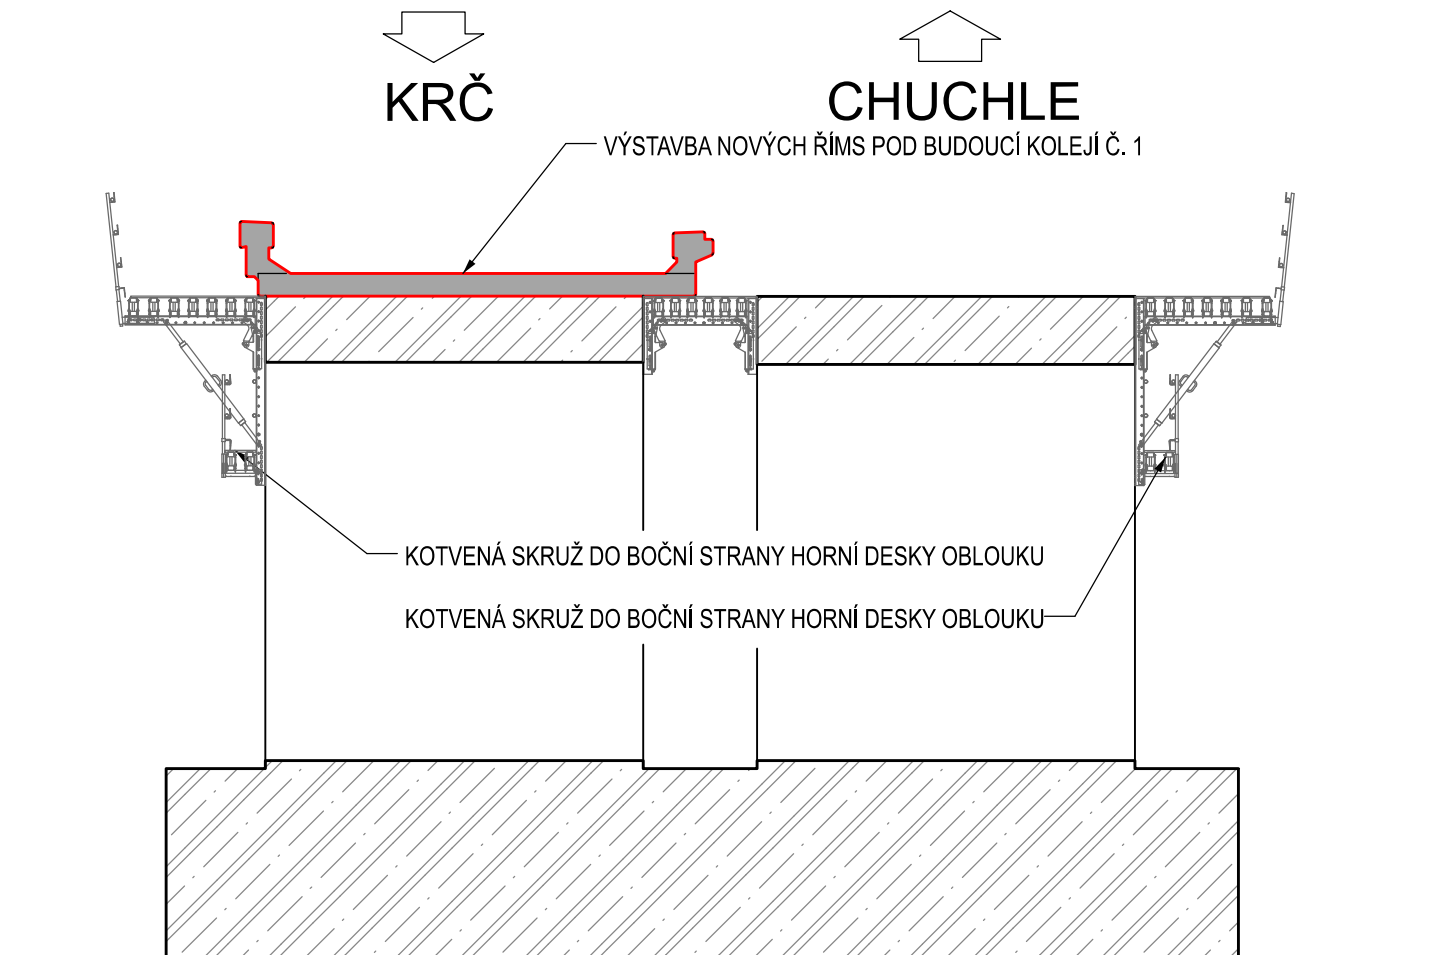 KRČ
CHUCHLE
VÝSTAVBA NOVÝCH ŘÍMS POD BUDOUCÍ KOLEJÍ Č. 1
KOTVENÁ SKRUŽ DO BOČNÍ STRANY HORNÍ DESKY OBLOUKU
KOTVENÁ SKRUŽ DO BOČNÍ STRANY HORNÍ DESKY OBLOUKU